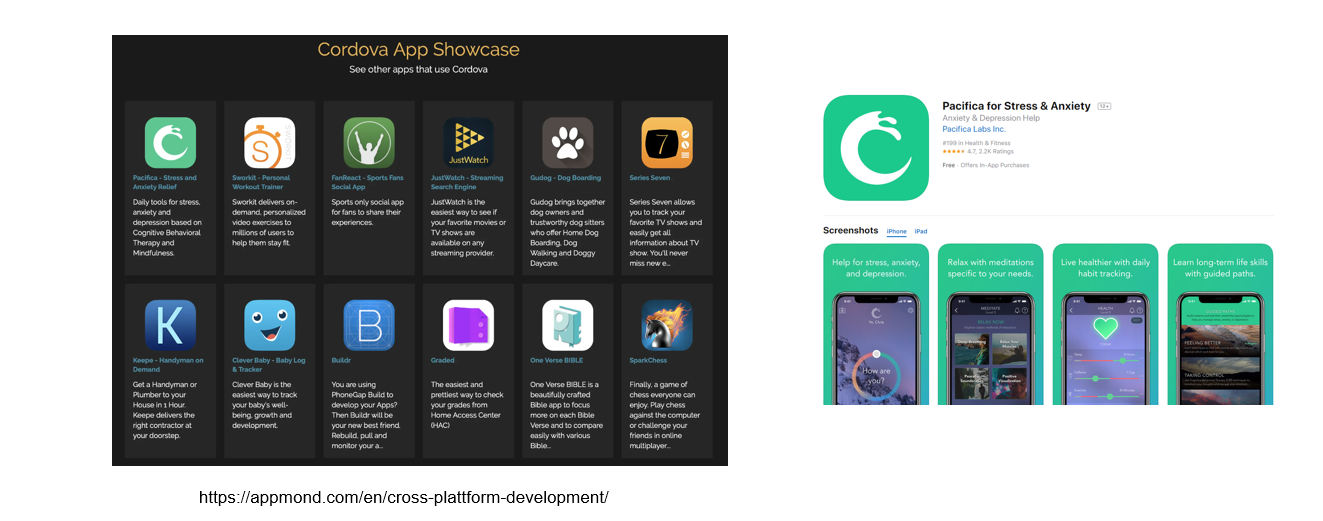 Cordova App Showcase
See other apps that use Cordova
Pacifica - Stress and
Anxiety Relief
Daily tools for stress,
anxiety and
depression based on
Cognitive Behavioral
Therapy and
Mindfulness.
SWORKIT
S
Sworkit - Personal
Workout Trainer
Sworkit delivers on-
demand, personalized
video exercises to
millions of users to
help them stay fit.
FanReact - Sports Fans
Social App
Sports only social app
for fans to share their
experiences.
JustWatch
JustWatch - Streaming
Search Engine
JustWatch is the
easiest way to see if
your favorite movies or
TV shows are
available on any
streaming provider.
Gudog - Dog Boarding
Gudog brings together
dog owners and
trustworthy dog sitters
who offer Home Dog
Boarding, Dog
Walking and Doggy
Daycare.
7
Series Seven
Series Seven allows
you to track your
favorite TV shows and
easily get all
information about TV
show. You'll never
miss new e...
K
Keepe - Handyman on
Demand
Get a Handyman or
Plumber to your
House in 1 Hour.
Keepe delivers the
right contractor at
your doorstep.
Clever Baby - Baby Log
& Tracker
Clever Baby is the
easiest way to track
your baby's well-
being, growth and
development.
B
Buildr
You are using
PhoneGap Build to
develop your Apps?
Then Buildr will be
your new best friend.
Rebuild, pull and
monitor your a...
Graded
The easiest and
prettiest way to check
your grades from
Home Access Center
(HAC)
One Verse BIBLE
One Verse BIBLE is a
beautifully crafted
Bible app to focus
more on each Bible
Verse and to compare
easily with various
Bible...
SparkChess
Finally, a game of
chess everyone can
enjoy. Play chess
against the computer
or challenge your
friends in online
multiplayer...
https://appmond.com/en/cross-plattform-development/
Pacifica for Stress & Anxiety 12+
Anxiety & Depression Help
Pacifica Labs Inc.
#199 in Health & Fitness
4.7, 2.2K Ratings
Free · Offers In-App Purchases
Screenshots iPhone iPad
Help for stress, anxiety,
and depression.
How are
you?
Relax with meditations
specific to your needs.
MEDITATE
RELAX NOW
Deep Breathing
Relax Your
Positive
Visualization
Live healthier with daily
habit tracking.
HEALTH
Learn long-term life skills
with guided paths.
GUIDED PATHS
FEELING BETTER
TAKING CONTROL